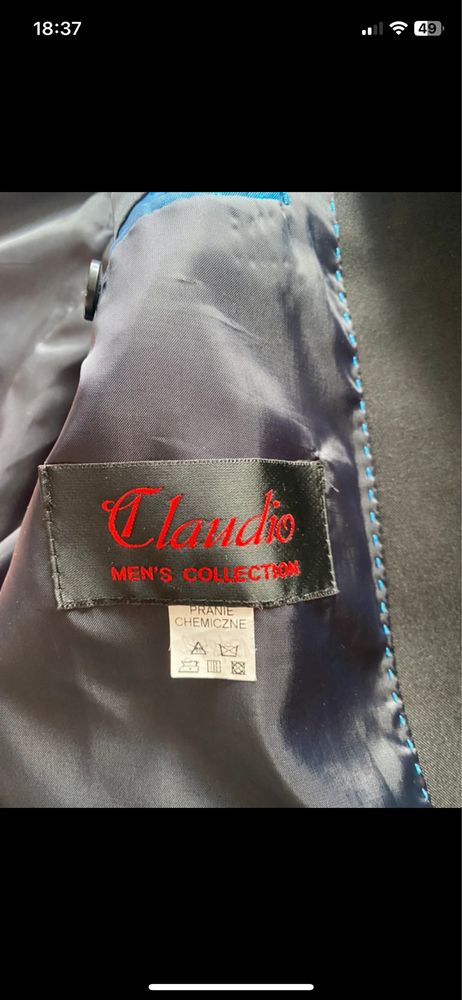 18:37
49
Claudio
MEN'S COLLECTION
PRANIE
CHEMICZNE